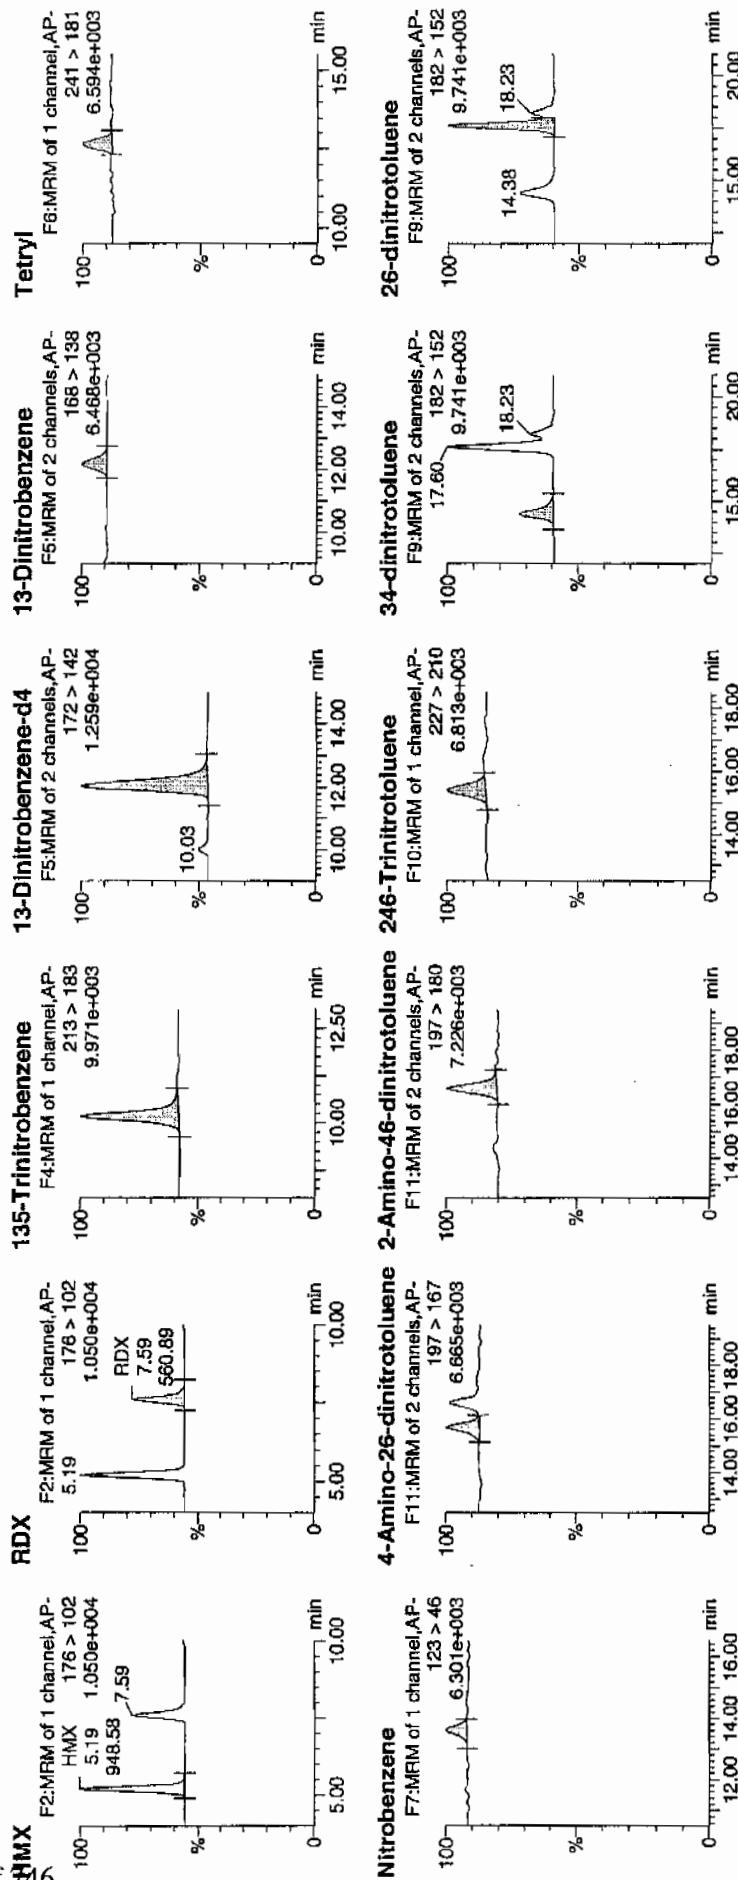 HMX
F2:MRM of 1 channel,AP-
176 > 102
1.050e+004
HMX
5.19
948.58
7.59
100
%
0
5.00 10.00 min
RDX
F2:MRM of 1 channel,AP-
176 > 102
1.050e+004
5.19
RDX
7.59
560.89
100
%
0
5.00 10.00 min
135-Trinitrobenzene
F4:MRM of 1 channel,AP-
213 > 183
9.971e+003
100
%
0
10.00 12.50 min
13-Dinitrobenzene-d4
F5:MRM of 2 channels,AP-
172 > 142
1.259e+004
10.03
100
%
0
10.00 12.00 14.00 min
13-Dinitrobenzene
F5:MRM of 2 channels,AP-
168 > 138
6.468e+003
100
%
0
10.00 12.00 14.00 min
Tetryl
F6:MRM of 1 channel,AP-
241 > 181
6.594e+003
100
%
0
10.00 15.00 min
Nitrobenzene
F7:MRM of 1 channel,AP-
123 > 46
6.301e+003
100
%
0
12.00 14.00 16.00 min
4-Amino-26-dinitrotoluene
F11:MRM of 2 channels,AP-
197 > 167
6.665e+003
100
%
0
14.00 16.00 18.00 min
2-Amino-46-dinitrotoluene
F11:MRM of 2 channels,AP-
197 > 180
7.226e+003
100
%
0
14.00 16.00 18.00 min
246-Trinitrotoluene
F10:MRM of 1 channel,AP-
227 > 210
6.813e+003
100
%
0
14.00 16.00 18.00 min
34-dinitrotoluene
F9:MRM of 2 channels,AP-
182 > 152
9.741e+003
17.60
18.23
100
%
0
15.00 20.00 min
26-dinitrotoluene
F9:MRM of 2 channels,AP-
182 > 152
9.741e+003
14.38
18.23
100
%
0
15.00 20.00 min